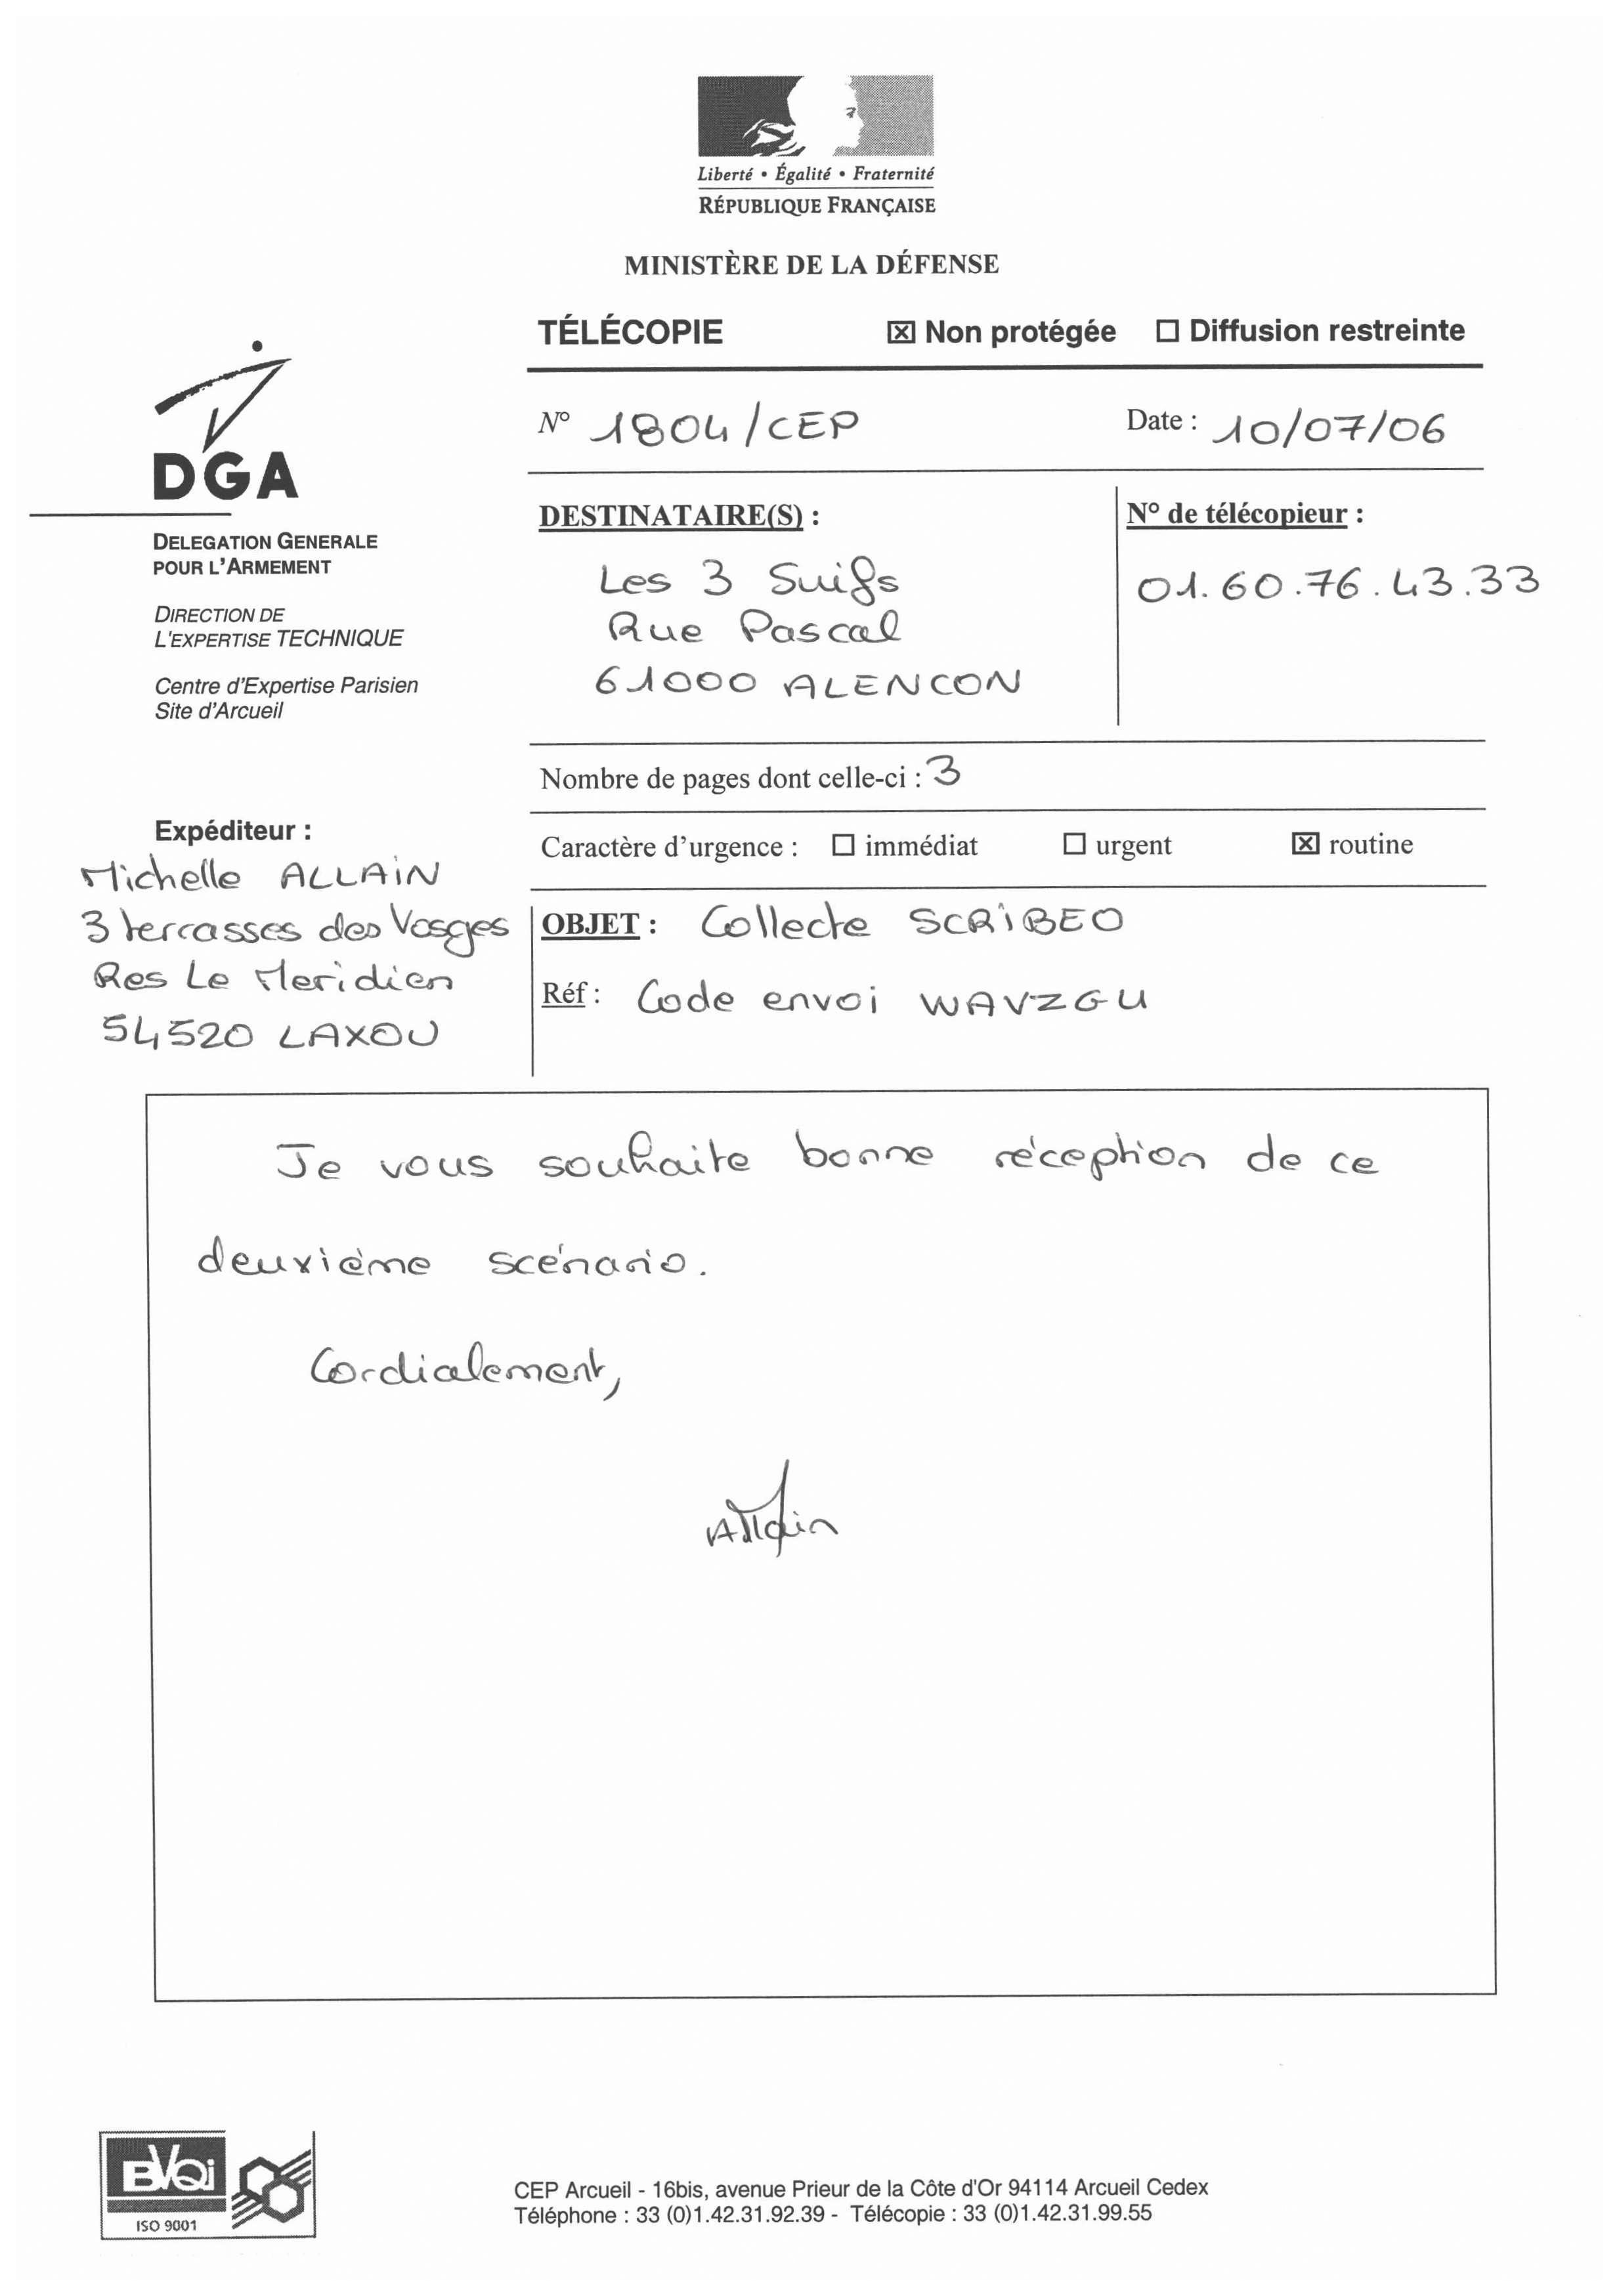 Liberté • Égalité • Fraternité
RÉPUBLIQUE FRANÇAISE
MINISTÈRE DE LA DÉFENSE
TÉLÉCOPIE ☒ Non protégée ☐ Diffusion restreinte
N° 1804/CEP Date : 10/07/06
DGA
DELEGATION GENERALE
POUR L'ARMEMENT
DIRECTION DE
L'EXPERTISE TECHNIQUE
Centre d'Expertise Parisien
Site d'Arcueil
DESTINATAIRE(S) :
Les 3 Suifs
Rue Pascal
61000 ALENCON
N° de télécopieur :
01.60.76.43.33
Nombre de pages dont celle-ci : 3
Caractère d'urgence : ☐ immédiat ☐ urgent ☒ routine
Expéditeur :
Michelle ALLAIN
3 terrasses des Vosges
Res Le Meridien
54520 LAXOU
OBJET : Collecte SCRIBEO
Réf : Code envoi WAVZGU
Je vous souhaite bonne réception de ce
deuxième scénario.
Cordialement,
Allain
BVQi
ISO 9001
CEP Arcueil - 16bis, avenue Prieur de la Côte d'Or 94114 Arcueil Cedex
Téléphone : 33 (0)1.42.31.92.39 - Télécopie : 33 (0)1.42.31.99.55